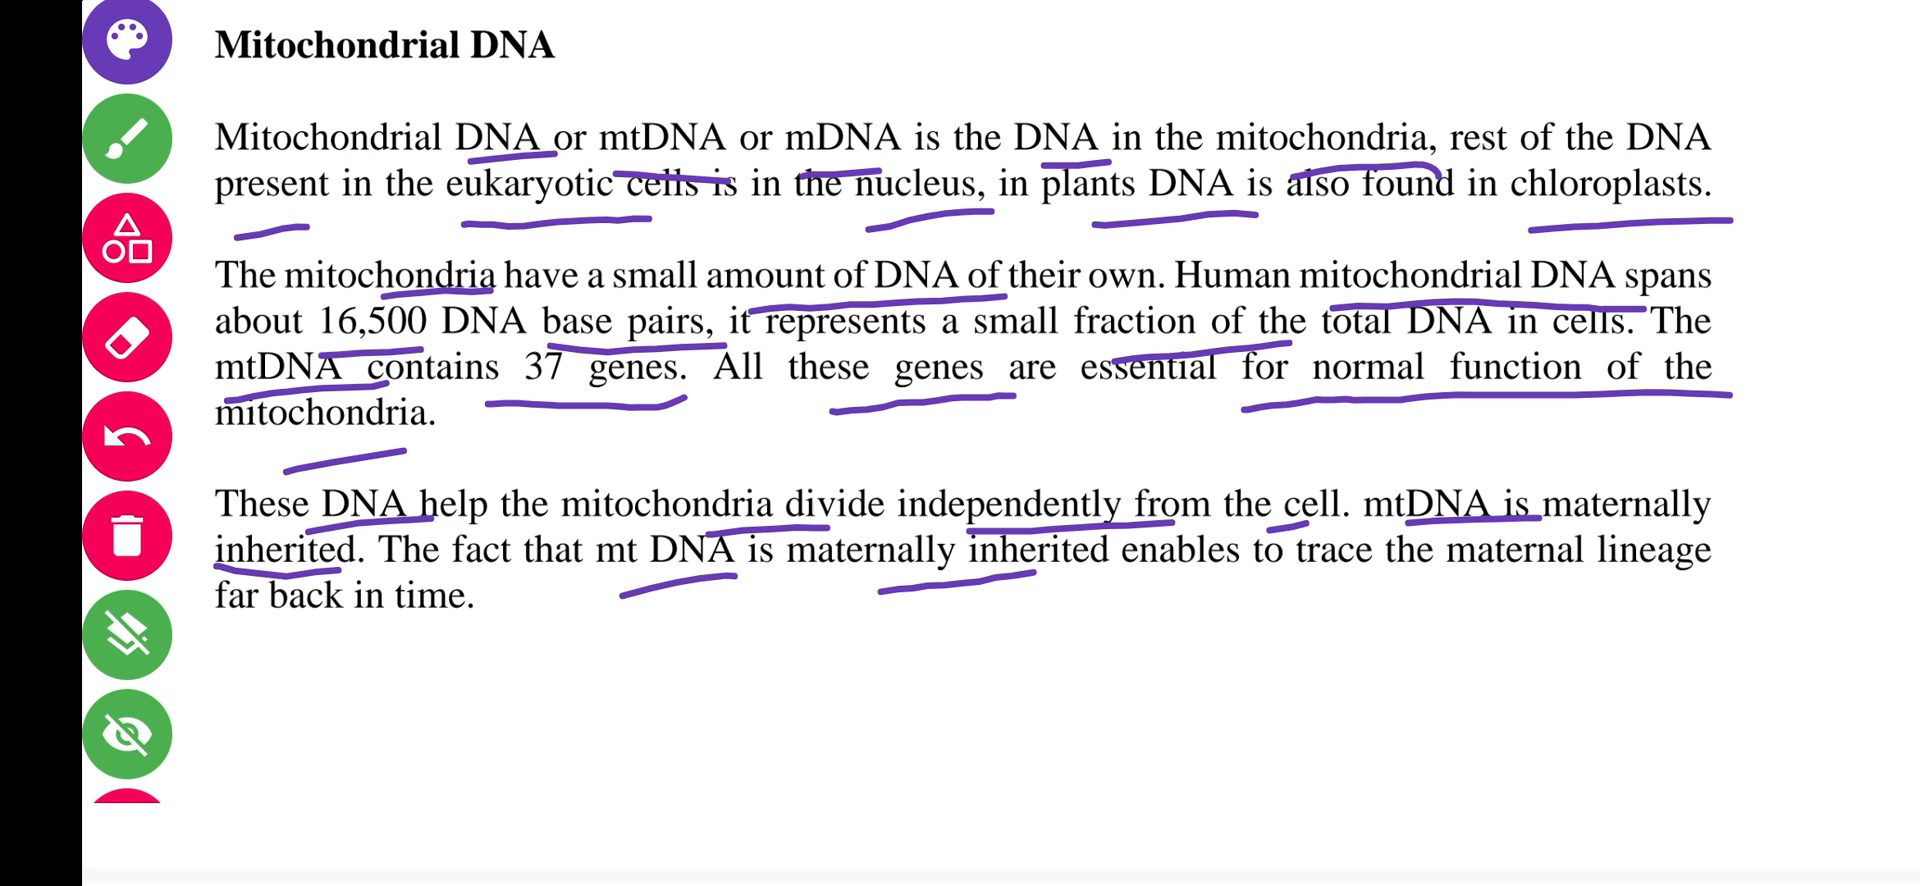 Mitochondrial DNA
Mitochondrial DNA or mtDNA or mDNA is the DNA in the mitochondria, rest of the DNA
present in the eukaryotic cells is in the nucleus, in plants DNA is also found in chloroplasts.
The mitochondria have a small amount of DNA of their own. Human mitochondrial DNA spans
about 16,500 DNA base pairs, it represents a small fraction of the total DNA in cells. The
mtDNA contains 37 genes. All these genes are essential for normal function of the
mitochondria.
These DNA help the mitochondria divide independently from the cell. mtDNA is maternally
inherited. The fact that mt DNA is maternally inherited enables to trace the maternal lineage
far back in time.